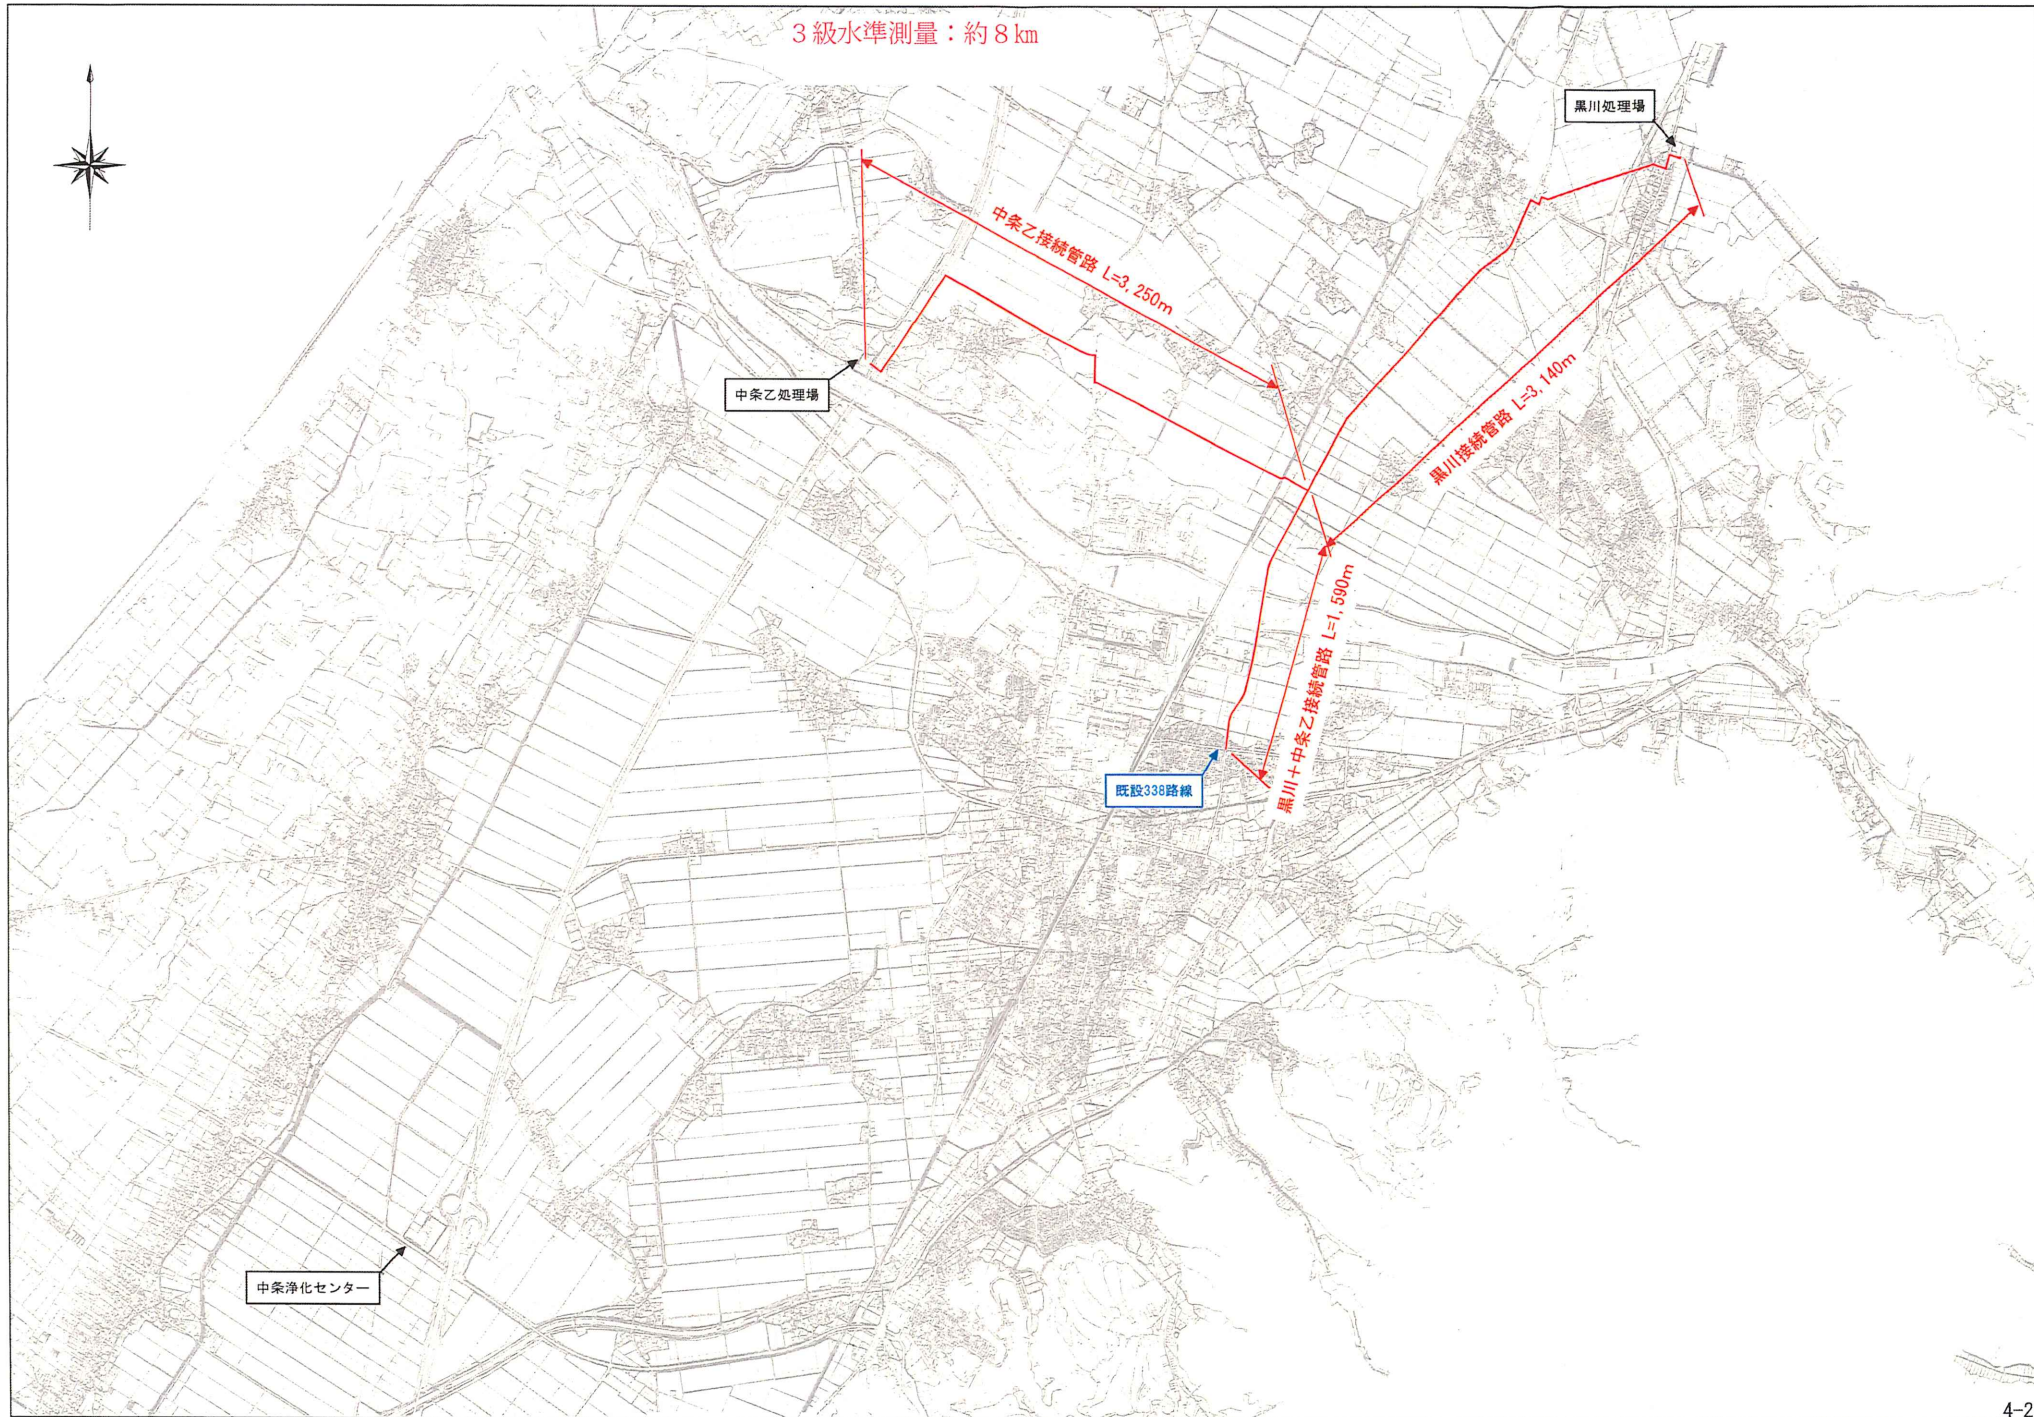 3級水準測量：約8km
黒川処理場
中条乙接続管路 L=3,250m
中条乙処理場
黒川接続管路 L=3,140m
黒川＋中条乙接続管路 L=1,590m
既設338路線
中条浄化センター
4-2